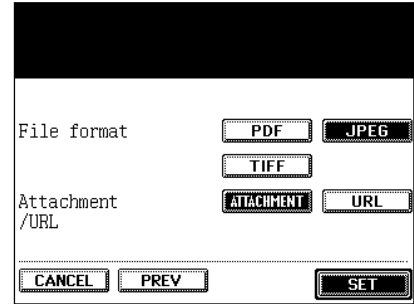 File format PDF JPEG
TIFF
Attachment ATTACHMENT URL
/URL
CANCEL PREV SET